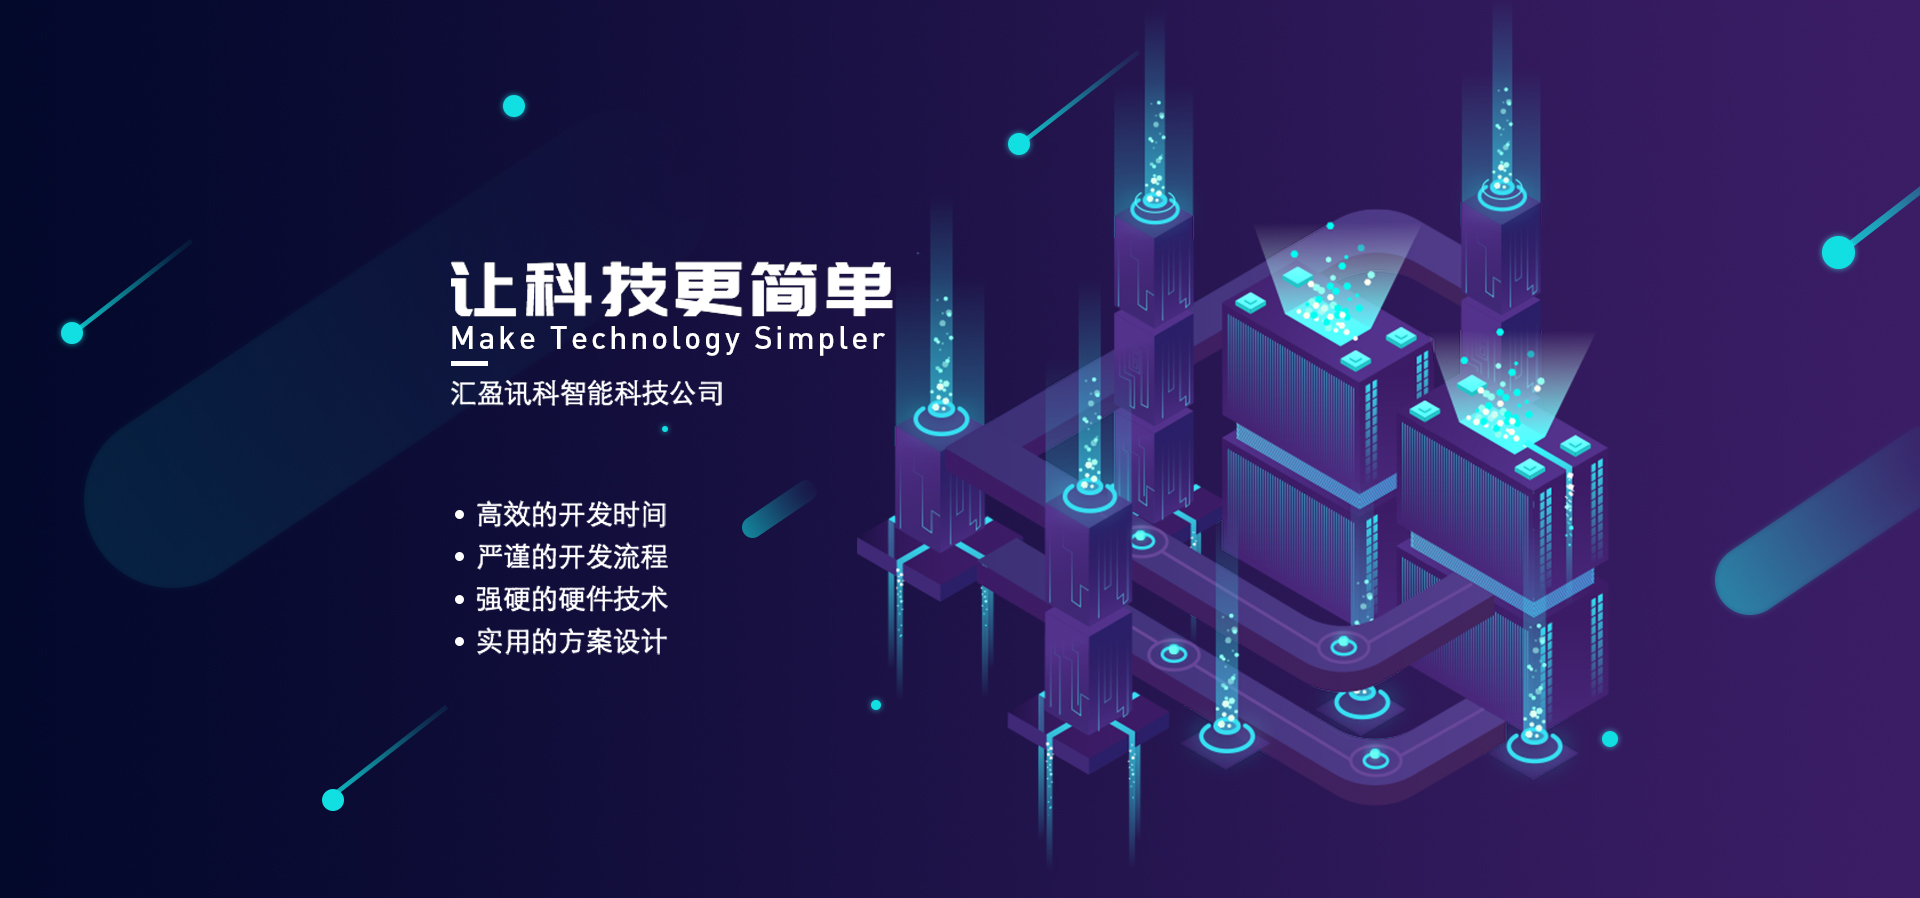 让科技更简单
Make Technology Simpler
汇盈讯科智能科技公司
• 高效的开发时间
• 严谨的开发流程
• 强硬的硬件技术
• 实用的方案设计